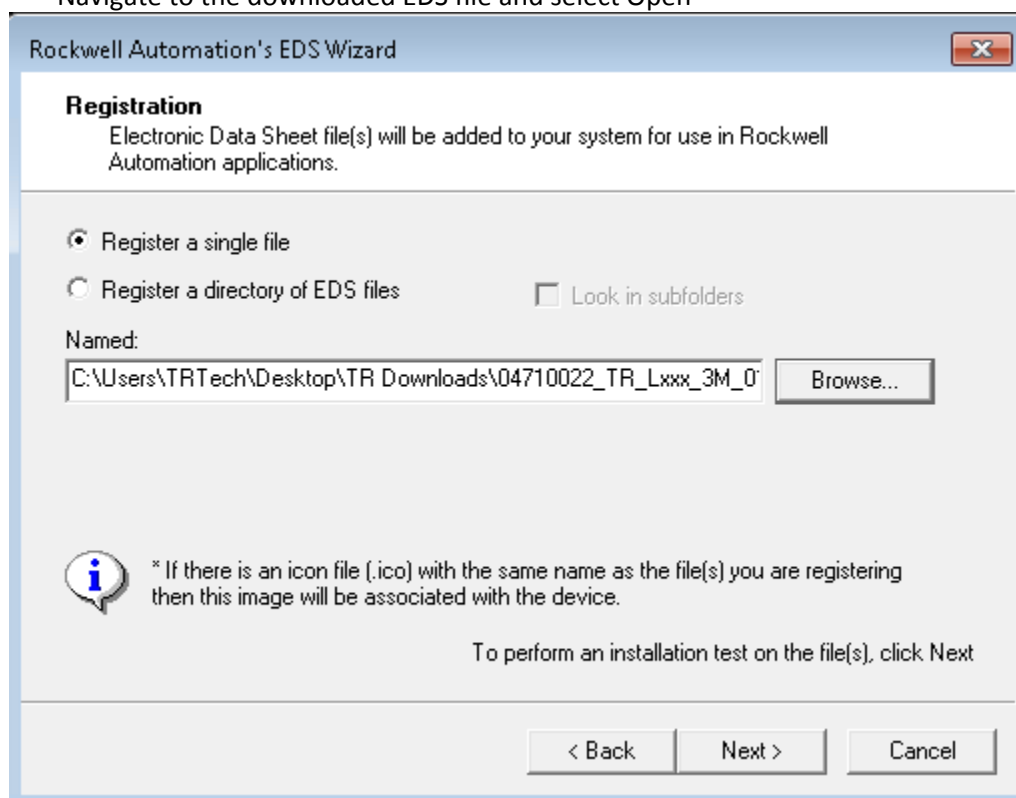 Navigate to the downloaded EDS file and select Open
Rockwell Automation's EDS Wizard
Registration
Electronic Data Sheet file(s) will be added to your system for use in Rockwell
Automation applications.
Register a single file
Register a directory of EDS files
Look in subfolders
Named:
C:\Users\TRTech\Desktop\TR Downloads\04710022_TR_Lxxx_3M_0
Browse...
* If there is an icon file (.ico) with the same name as the file(s) you are registering
then this image will be associated with the device.
To perform an installation test on the file(s), click Next
< Back
Next >
Cancel